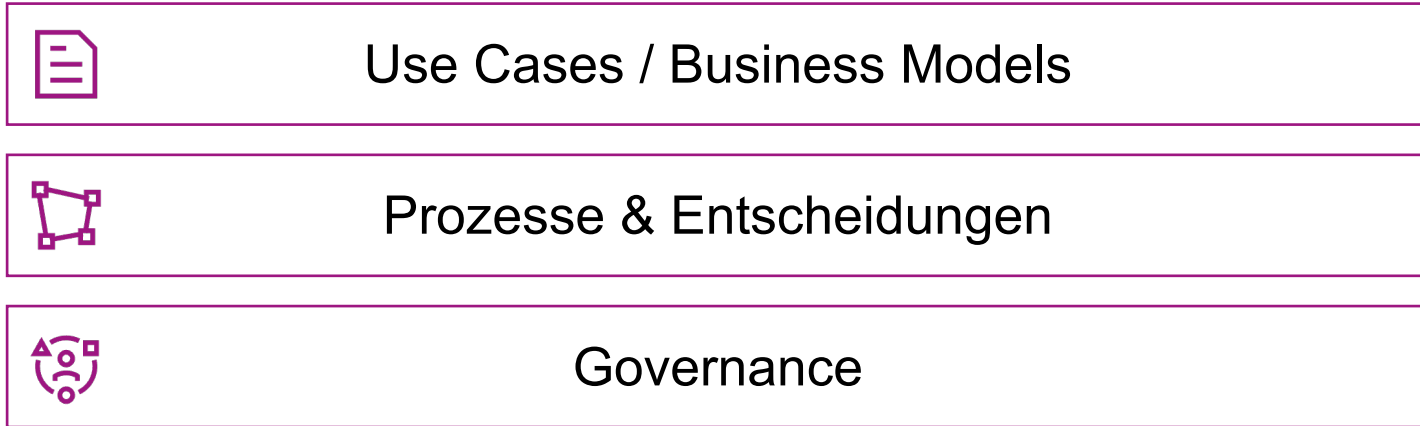 Use Cases / Business Models
Prozesse & Entscheidungen
Governance